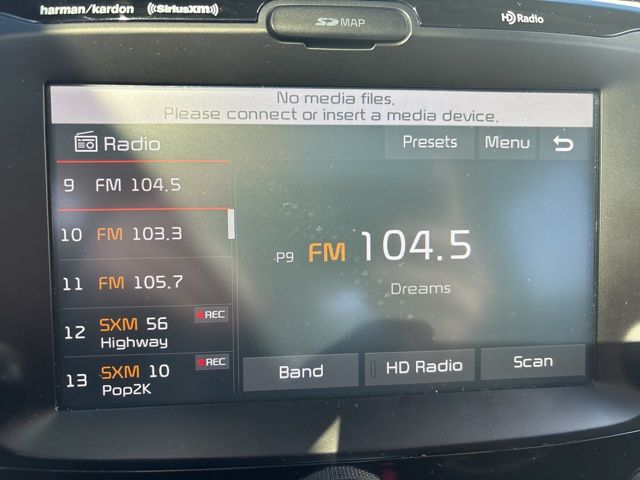 harman/kardon ((SiriusXM))
SD MAP
HD Radio
No media files.
Please connect or insert a media device.
Radio
Presets
Menu
9 FM 104.5
10 FM 103.3
11 FM 105.7
12 SXM 56 REC
Highway
13 SXM 10 REC
Pop2K
P9 FM 104.5
Dreams
Band
HD Radio
Scan